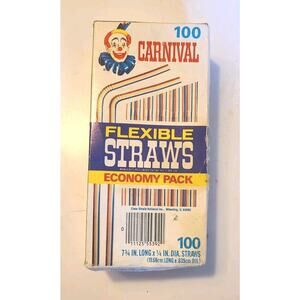 100
CARNIVAL
FLEXIBLE
STRAWS
ECONOMY PACK
100
7¾ IN. LONG x ¼ IN. DIA. STRAWS